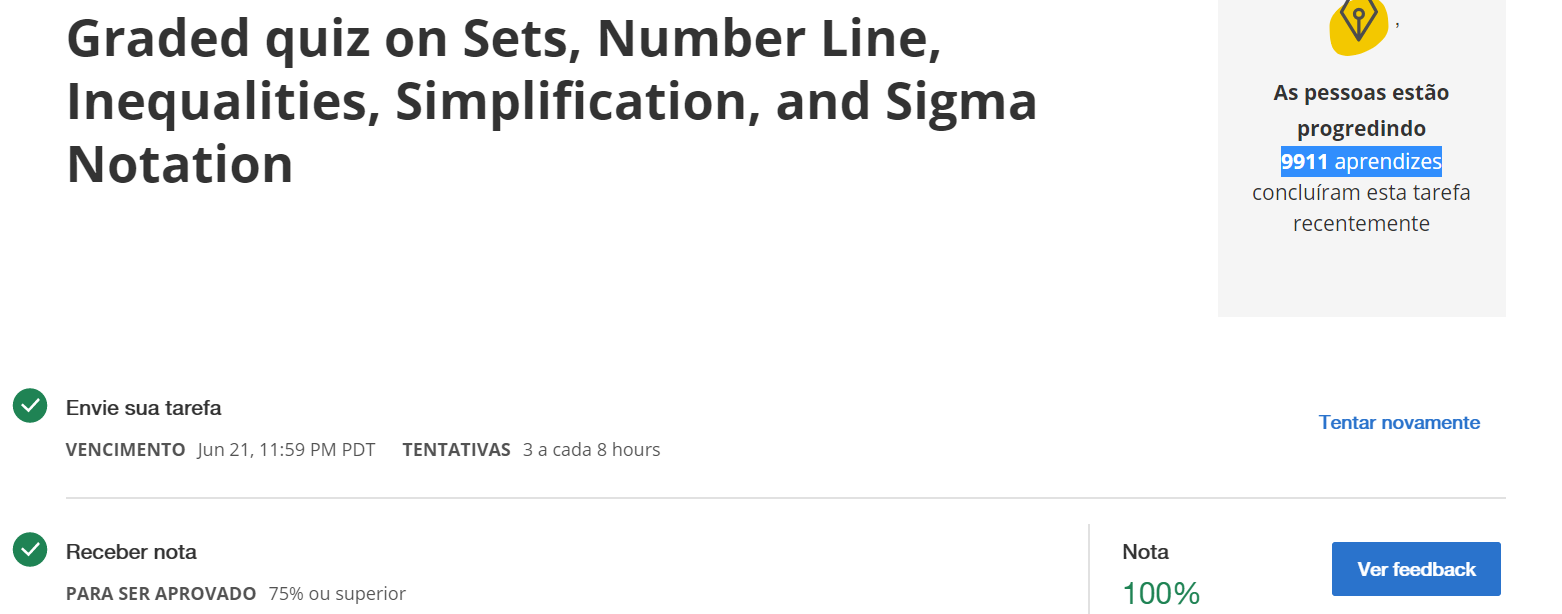 Graded quiz on Sets, Number Line,
Inequalities, Simplification, and Sigma
Notation
,
As pessoas estão
progredindo
9911 aprendizes
concluíram esta tarefa
recentemente
Envie sua tarefa
VENCIMENTO Jun 21, 11:59 PM PDT TENTATIVAS 3 a cada 8 hours
Tentar novamente
Receber nota
PARA SER APROVADO 75% ou superior
Nota
100%
Ver feedback